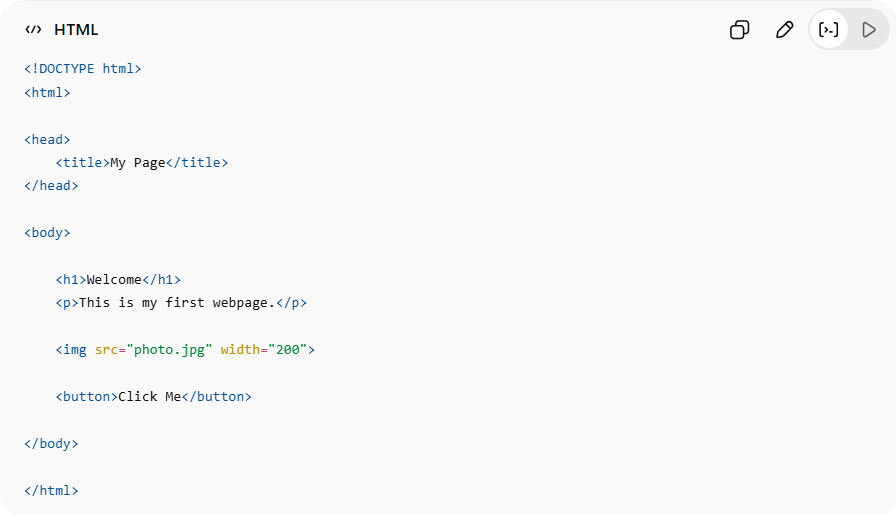 HTML
<!DOCTYPE html>
<html>
<head>
<title>My Page</title>
</head>
<body>
<h1>Welcome</h1>
<p>This is my first webpage.</p>
<img src="photo.jpg" width="200">
<button>Click Me</button>
</body>
</html>